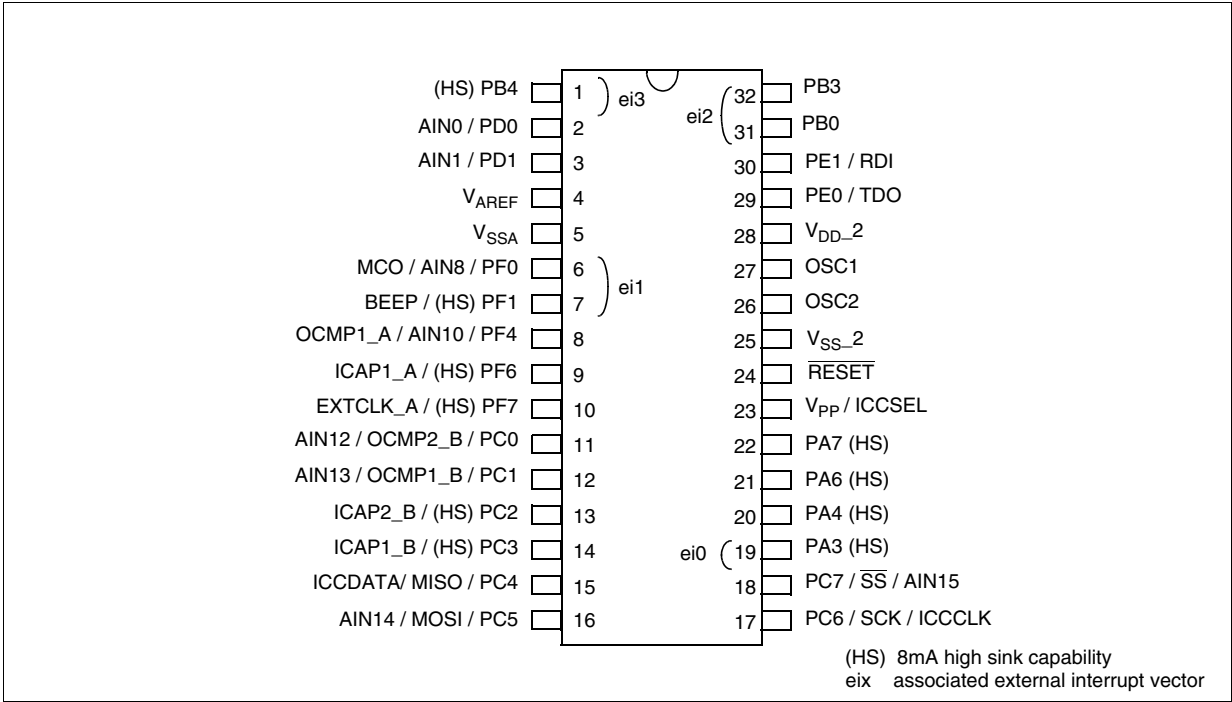 (HS) PB4 1 ei3 ei2 32 PB3
AIN0 / PD0 2 31 PB0
AIN1 / PD1 3 30 PE1 / RDI
VAREF 4 29 PE0 / TDO
VSSA 5 28 VDD_2
MCO / AIN8 / PF0 6 ei1 27 OSC1
BEEP / (HS) PF1 7 26 OSC2
OCMP1_A / AIN10 / PF4 8 25 VSS_2
ICAP1_A / (HS) PF6 9 24 RESET
EXTCLK_A / (HS) PF7 10 23 VPP / ICCSEL
AIN12 / OCMP2_B / PC0 11 22 PA7 (HS)
AIN13 / OCMP1_B / PC1 12 21 PA6 (HS)
ICAP2_B / (HS) PC2 13 20 PA4 (HS)
ICAP1_B / (HS) PC3 14 ei0 19 PA3 (HS)
ICCDATA/ MISO / PC4 15 18 PC7 / SS / AIN15
AIN14 / MOSI / PC5 16 17 PC6 / SCK / ICCCLK
(HS) 8mA high sink capability
eix associated external interrupt vector